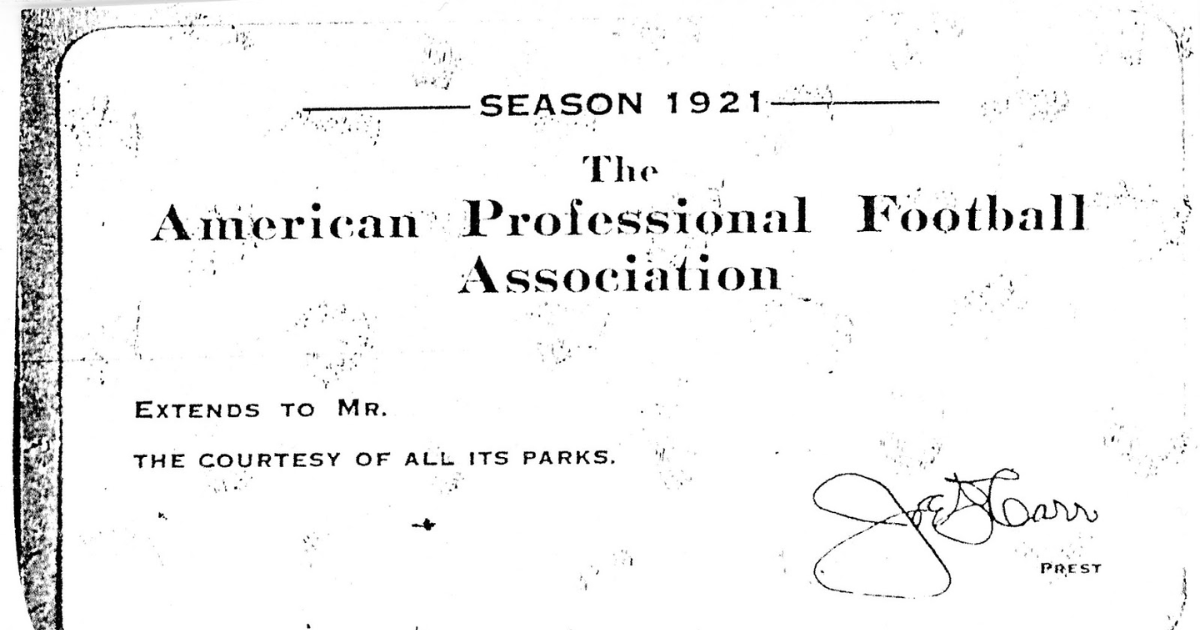 SEASON 1921
The
American Professional Football
Association
EXTENDS TO MR.
THE COURTESY OF ALL ITS PARKS.
Joe F Carr
PREST